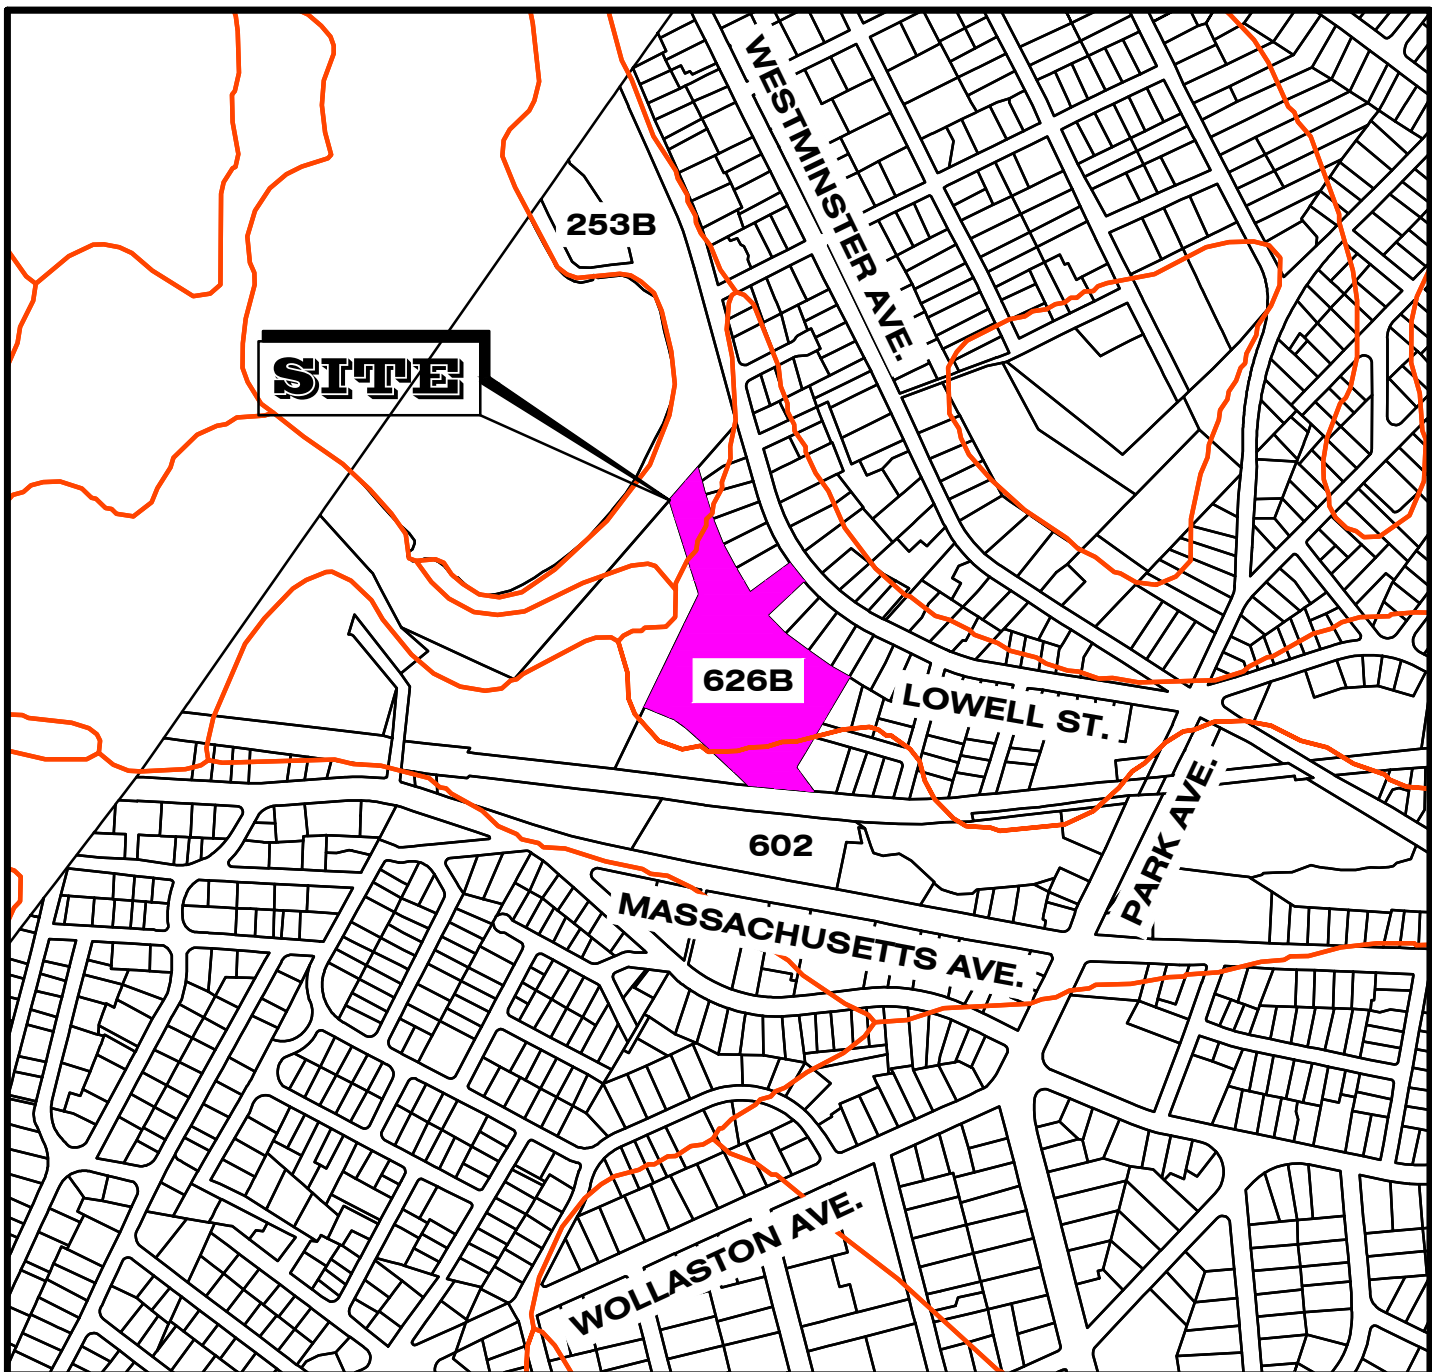 WESTMINSTER AVE.
253B
SITE
626B
LOWELL ST.
PARK AVE.
602
MASSACHUSETTS AVE.
WOLLASTON AVE.